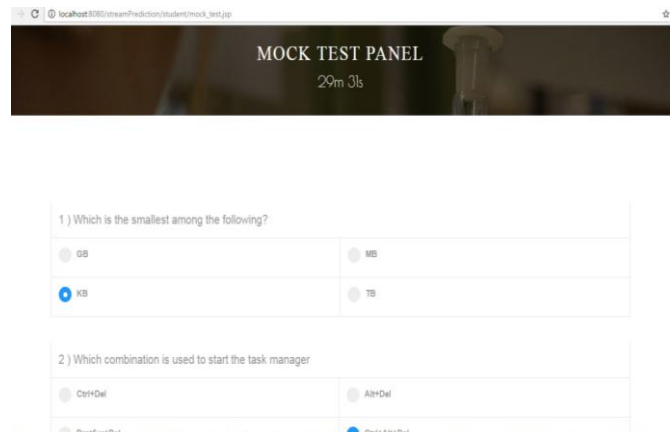 localhost:8080/streamPrediction/student/mock_test.jsp
MOCK TEST PANEL
29m 31s
1 ) Which is the smallest among the following?
GB MB
KB TB
2 ) Which combination is used to start the task manager
Ctrl+Del Alt+Del